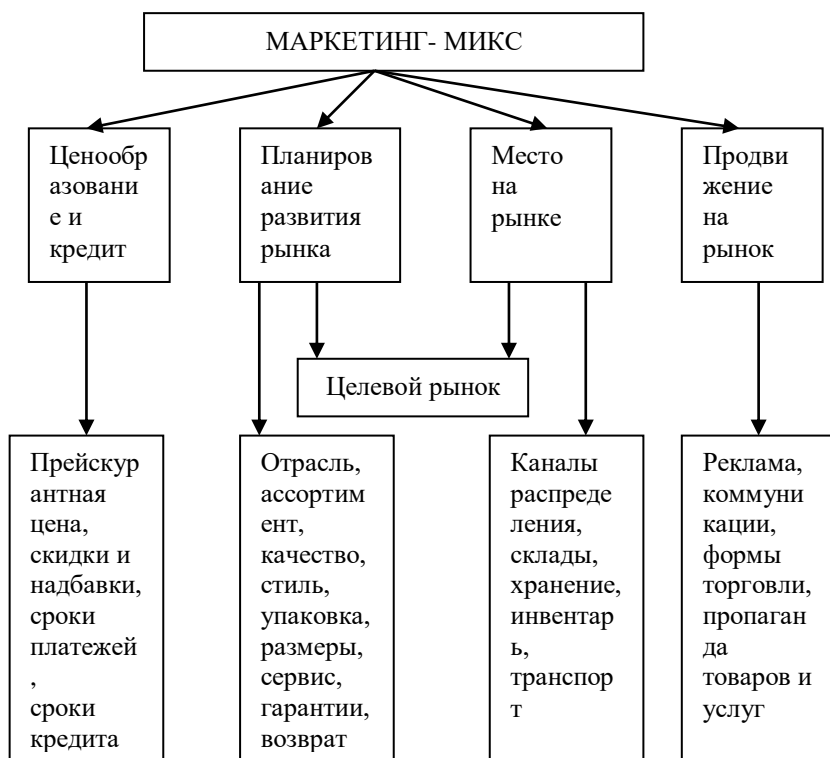 МАРКЕТИНГ- МИКС
Ценообр
азовани
е и
кредит
Планиров
ание
развития
рынка
Место
на
рынке
Продви
жение
на
рынок
Целевой рынок
Прейскур
антная
цена,
скидки и
надбавки,
сроки
платежей
,
сроки
кредита
Отрасль,
ассортим
ент,
качество,
стиль,
упаковка,
размеры,
сервис,
гарантии,
возврат
Каналы
распреде
ления,
склады,
хранение,
инвентар
ь,
транспор
т
Реклама,
коммуни
кации,
формы
торговли,
пропаган
да
товаров и
услуг